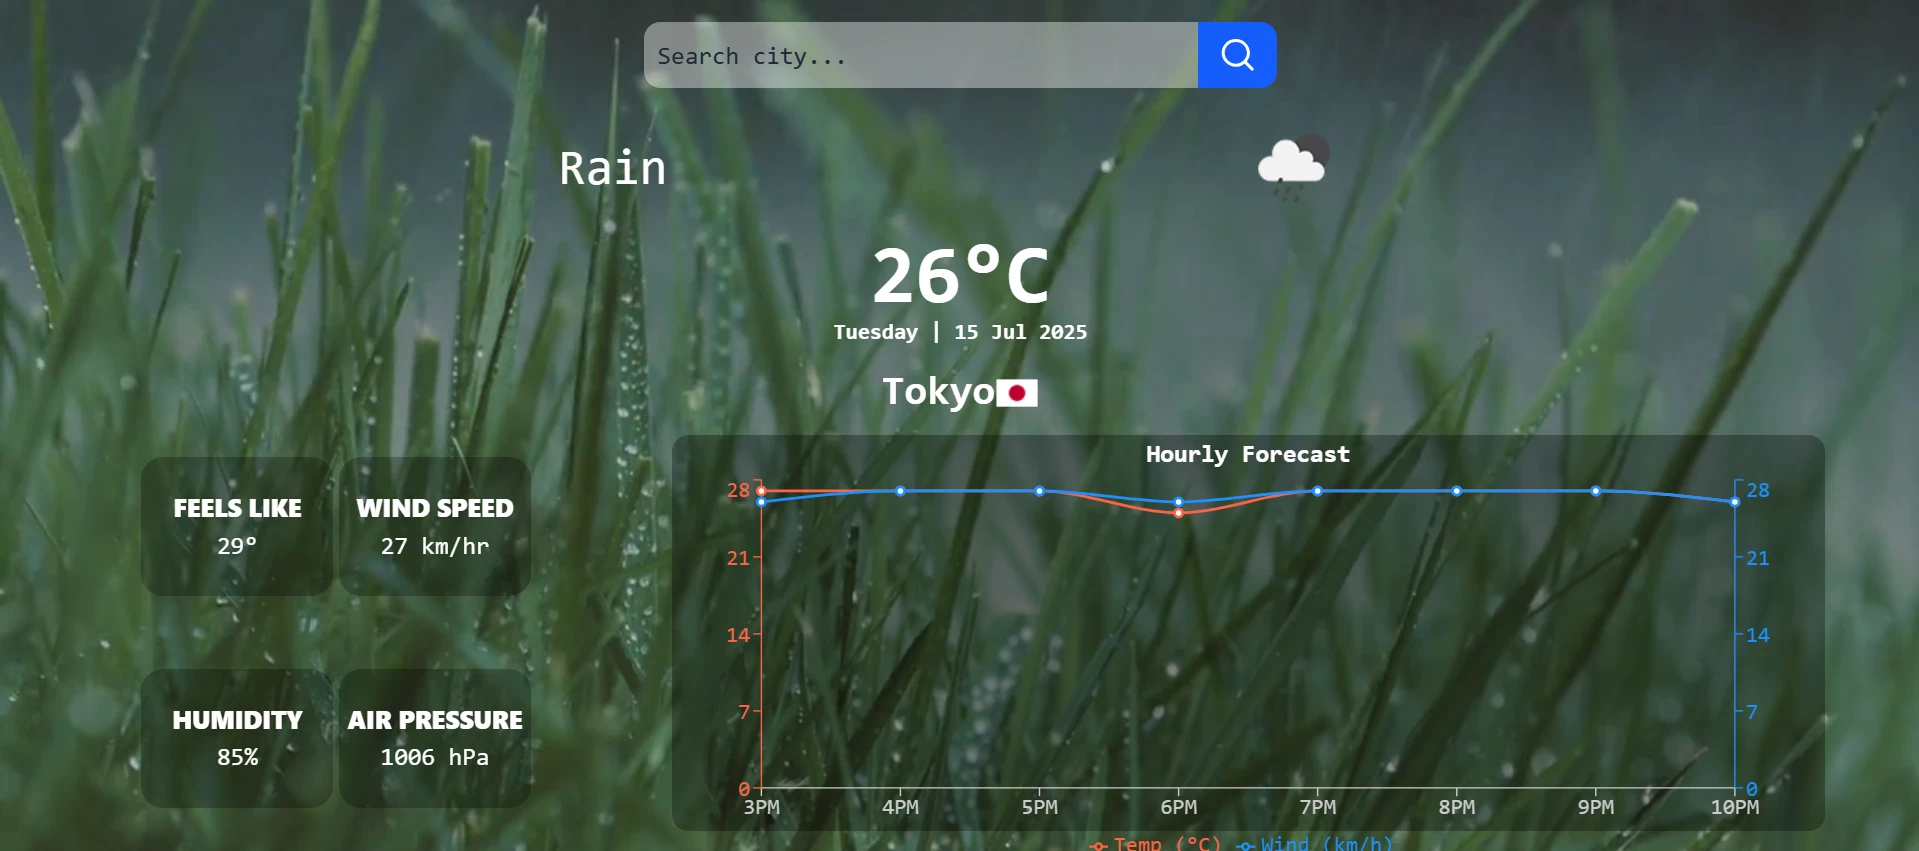 Search city...
Rain
26°C
Tuesday | 15 Jul 2025
Tokyo
FEELS LIKE
29°
WIND SPEED
27 km/hr
HUMIDITY
85%
AIR PRESSURE
1006 hPa
Hourly Forecast
28
21
14
7
0
28
21
14
7
0
3PM 4PM 5PM 6PM 7PM 8PM 9PM 10PM
Temp (°C) Wind (km/h)